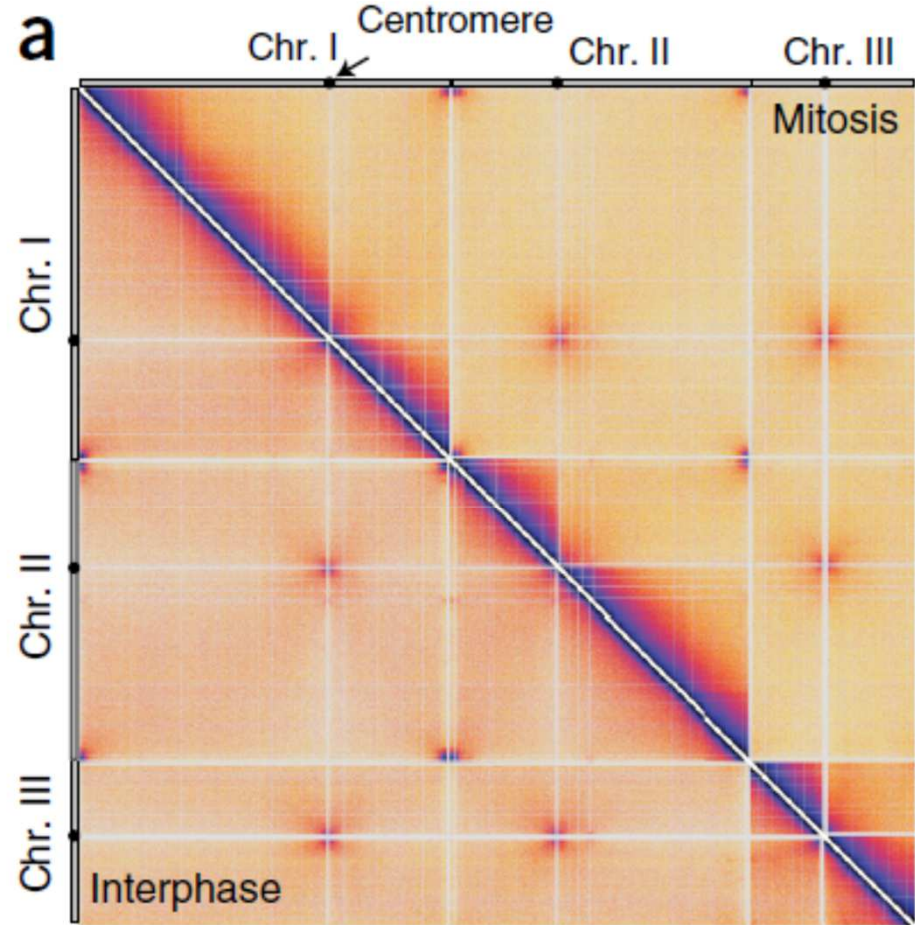 a
Centromere
Chr. I
Chr. II
Chr. III
Mitosis
Chr. I
Chr. II
Chr. III
Interphase